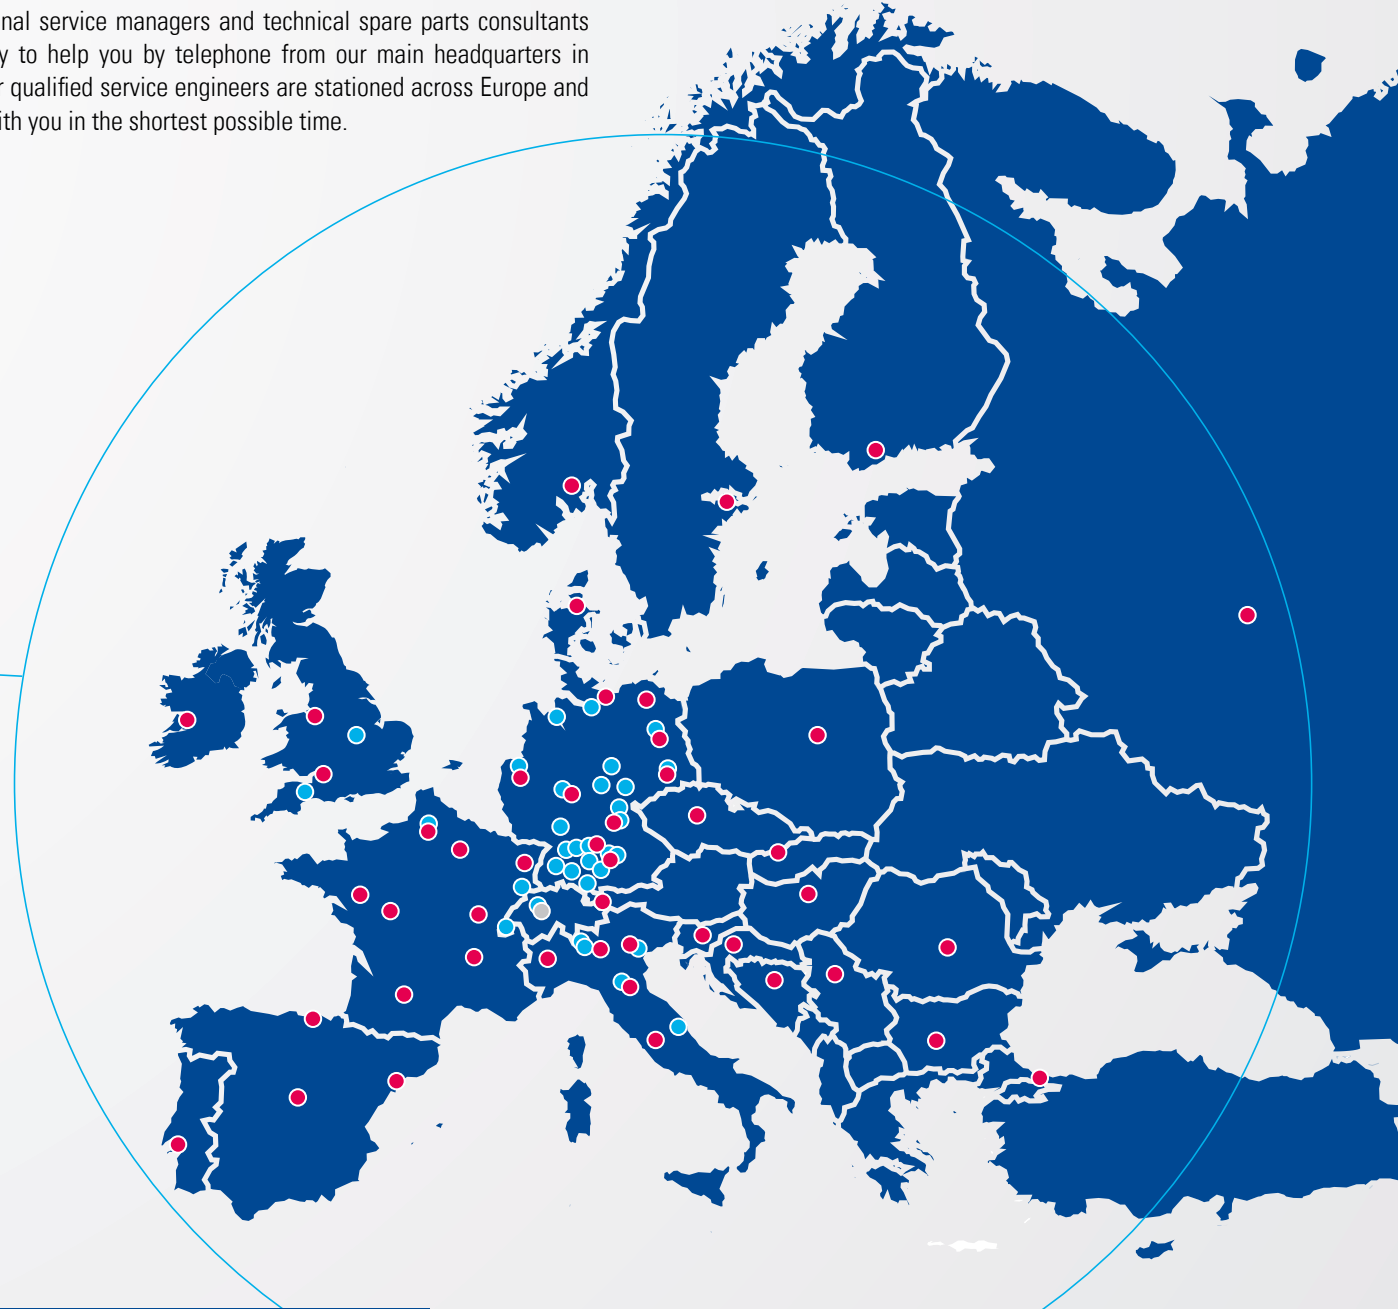 nal service managers and technical spare parts consultants
y to help you by telephone from our main headquarters in
r qualified service engineers are stationed across Europe and
ith you in the shortest possible time.